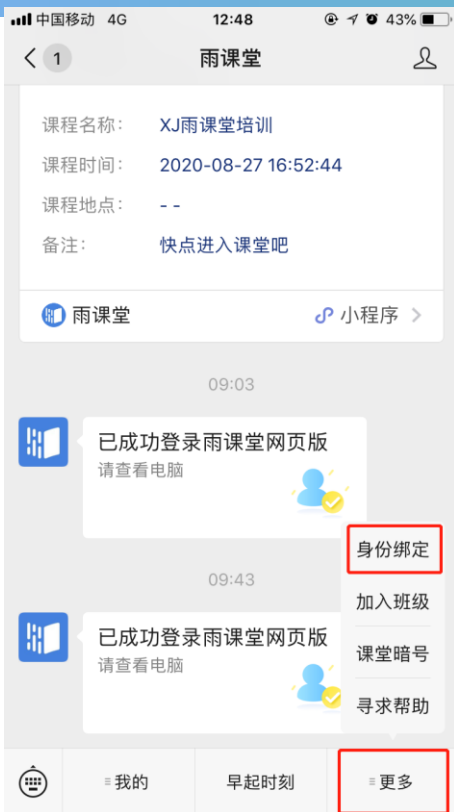 中国移动 4G 12:48 43%
1 雨课堂
课程名称： XJ雨课堂培训
课程时间： 2020-08-27 16:52:44
课程地点： - -
备注： 快点进入课堂吧
雨课堂 小程序
09:03
已成功登录雨课堂网页版
请查看电脑
09:43
已成功登录雨课堂网页版
请查看电脑
身份绑定
加入班级
课堂暗号
寻求帮助
我的 早起时刻 更多